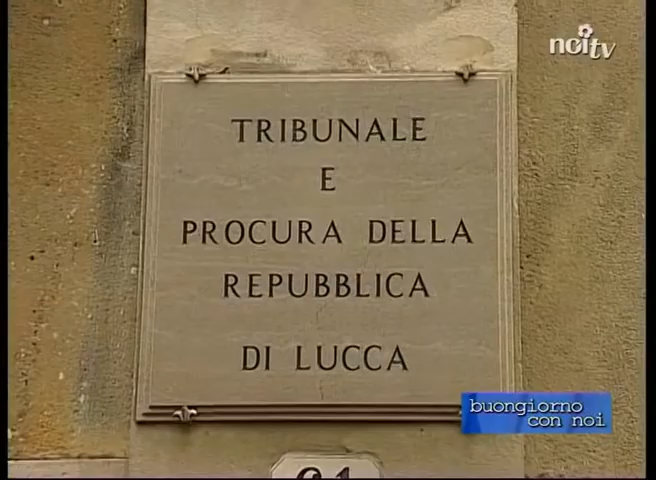 noitv
TRIBUNALE
E
PROCURA DELLA
REPUBBLICA
DI LUCCA
buongiorno
con noi